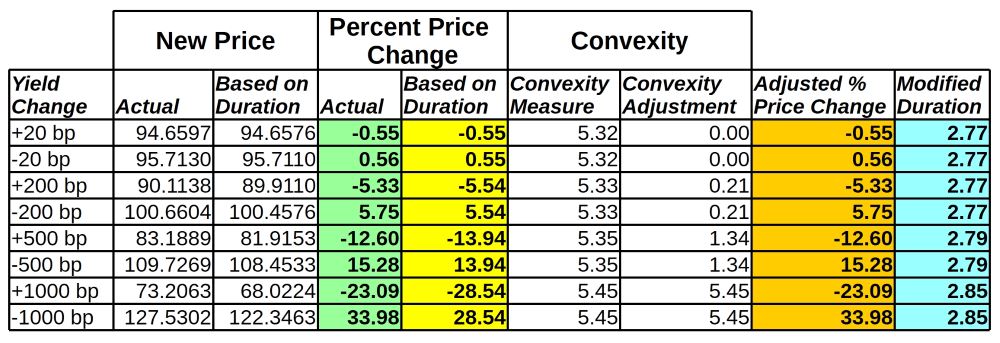 New Price Percent Price Change Convexity
Yield Change Actual Based on Duration Actual Based on Duration Convexity Measure Convexity Adjustment Adjusted % Price Change Modified Duration
+20 bp 94.6597 94.6576 -0.55 -0.55 5.32 0.00 -0.55 2.77
-20 bp 95.7130 95.7110 0.56 0.55 5.32 0.00 0.56 2.77
+200 bp 90.1138 89.9110 -5.33 -5.54 5.33 0.21 -5.33 2.77
-200 bp 100.6604 100.4576 5.75 5.54 5.33 0.21 5.75 2.77
+500 bp 83.1889 81.9153 -12.60 -13.94 5.35 1.34 -12.60 2.79
-500 bp 109.7269 108.4533 15.28 13.94 5.35 1.34 15.28 2.79
+1000 bp 73.2063 68.0224 -23.09 -28.54 5.45 5.45 -23.09 2.85
-1000 bp 127.5302 122.3463 33.98 28.54 5.45 5.45 33.98 2.85